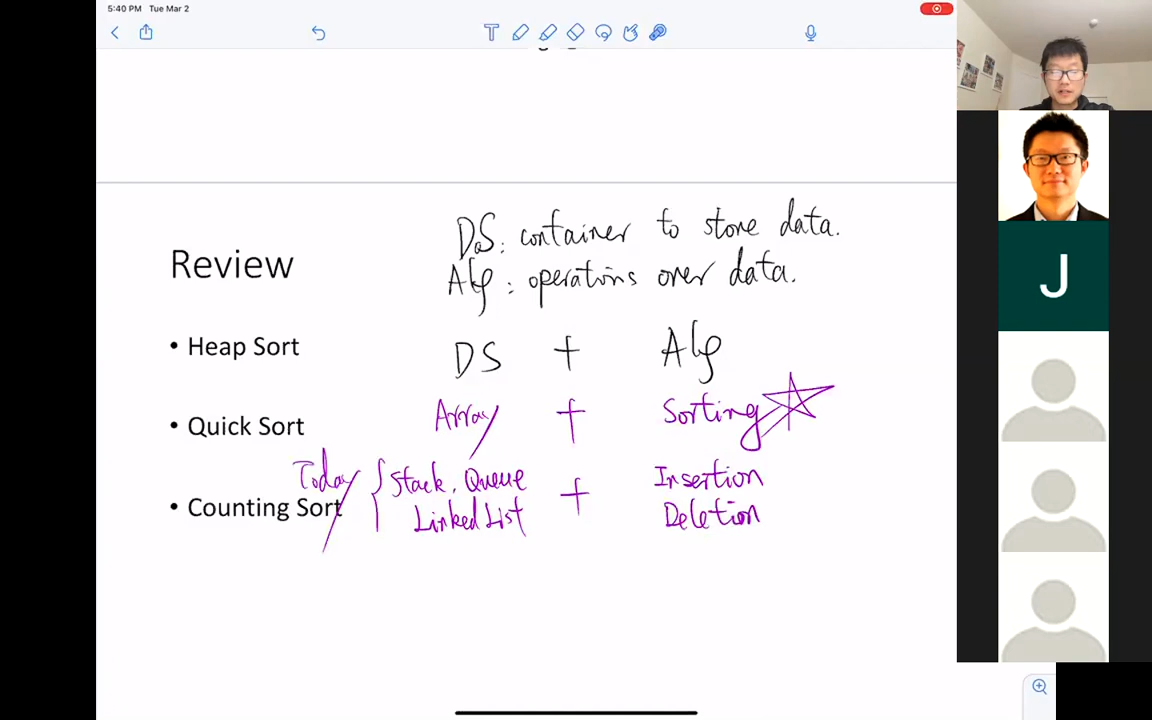 5:40 PM Tue Mar 2
T
DS: container to store data.
Alg: operations over data.
Review
J
• Heap Sort
DS + Alg
• Quick Sort
Array + Sorting
Today { Stack, Queue + Insertion
Linked List Deletion
• Counting Sort